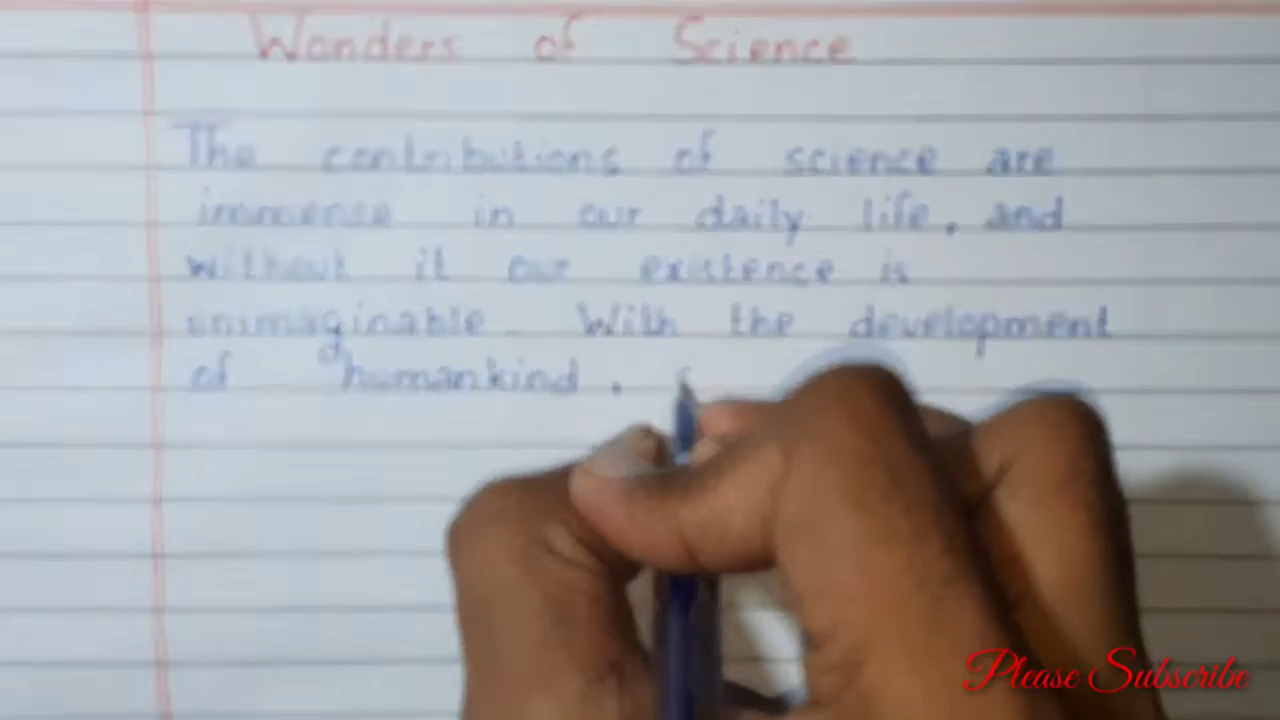 Wonders of Science
The contributions of science are
immense in our daily life, and
without it our existence is
unimaginable. With the development
of humankind,
Please Subscribe